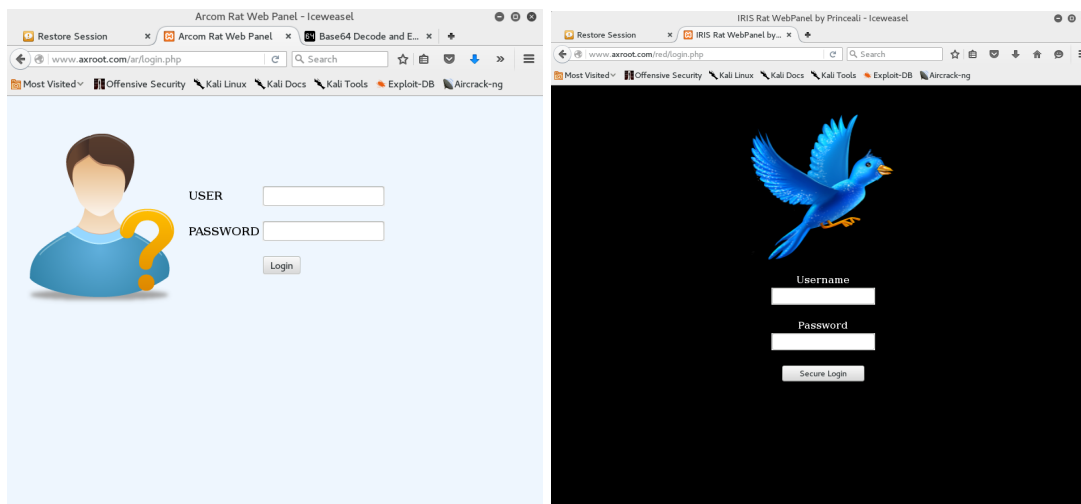 Arcom Rat Web Panel - Iceweasel
Restore Session
Arcom Rat Web Panel
Base64 Decode and E...
www.axroot.com/ar/login.php
Search
Most Visited
Offensive Security
Kali Linux
Kali Docs
Kali Tools
Exploit-DB
Aircrack-ng
USER
PASSWORD
Login
IRIS Rat WebPanel by Princeali - Iceweasel
Restore Session
IRIS Rat WebPanel by...
www.axroot.com/red/login.php
Search
Most Visited
Offensive Security
Kali Linux
Kali Docs
Kali Tools
Exploit-DB
Aircrack-ng
Username
Password
Secure Login